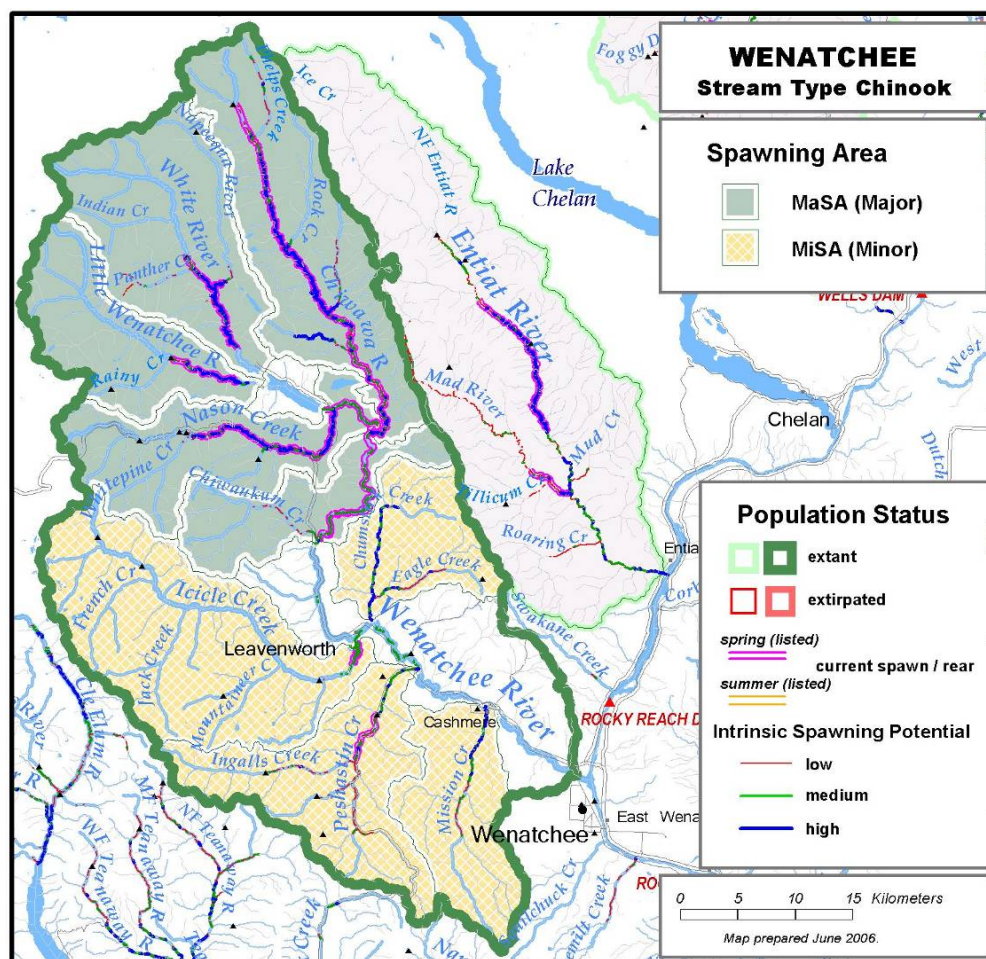 WENATCHEE
Stream Type Chinook
Spawning Area
MaSA (Major)
MiSA (Minor)
Foggy D
Phelps Creek
Ice Cr
NF Entiat R
Lake
Chelan
Napeequa River
White River
Rock Cr
Indian Cr
Panther Cr
Little Wenatchee R
Chiwawa R
Entiat River
WELLS DAM
West
Rainy Cr
Nason Creek
Mad River
Mud Cr
Chelan
Dutch
Whitepine Cr
Chiwaukum Cr
Chumstick Creek
Tillicum Cr
Roaring Cr
Entia
Eagle Creek
Swakane Creek
French Cr
Icicle Creek
Wenatchee River
Leavenworth
Jack Creek
Mountaineer Cr
ROCKY REACH D
Cashmere
Ingalls Creek
Peshastin Cr
Mission Cr
Cle Elum R
River
R
Wenatchee
East Wena
MF Teanaway R
NF Teanaway R
WF Teanaway R
Creek
Squilchuck Cr
emilt Creek
Population Status
extant
extirpated
spring (listed)
current spawn / rear
summer (listed)
Intrinsic Spawning Potential
low
medium
high
0 5 10 15 Kilometers
Map prepared June 2006.